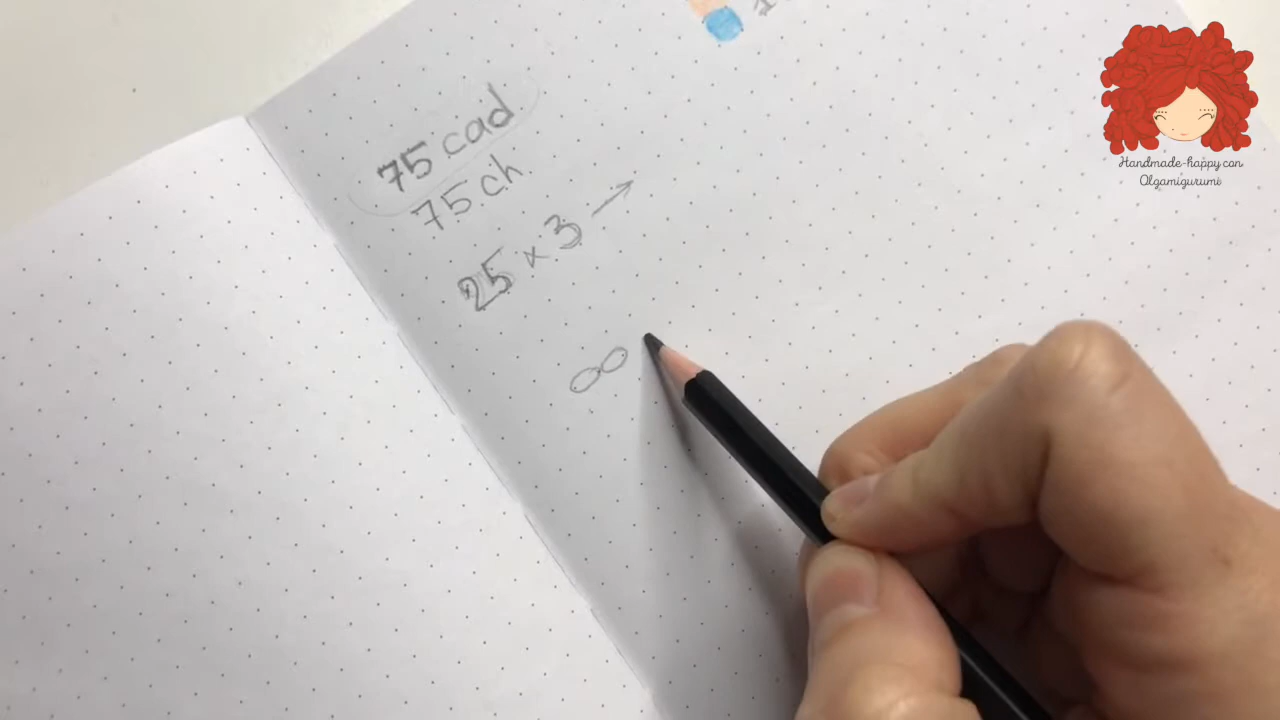 75 cad
75 ch
25 x 3 →
Handmade-happy con
Olgamigurumi